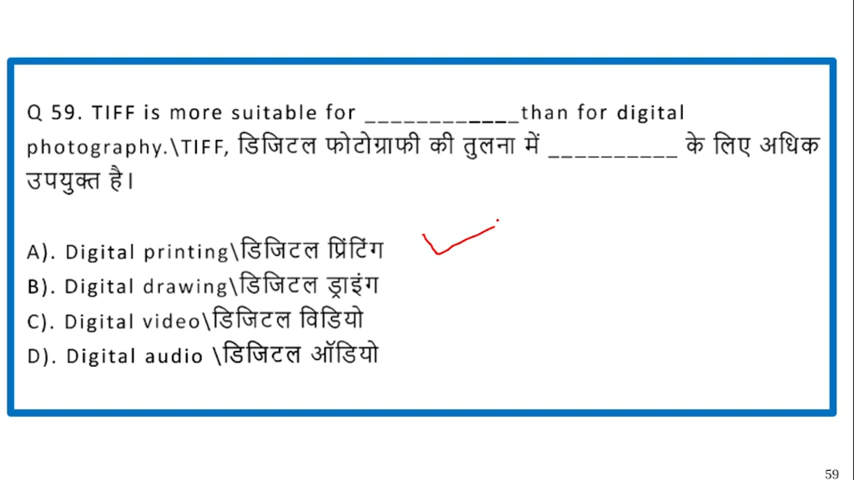 Q 59. TIFF is more suitable for ______________than for digital
photography.\TIFF, डिजिटल फोटोग्राफी की तुलना में __________ के लिए अधिक
उपयुक्त है।
A). Digital printing\डिजिटल प्रिंटिंग
B). Digital drawing\डिजिटल ड्राइंग
C). Digital video\डिजिटल विडियो
D). Digital audio \डिजिटल ऑडियो
59